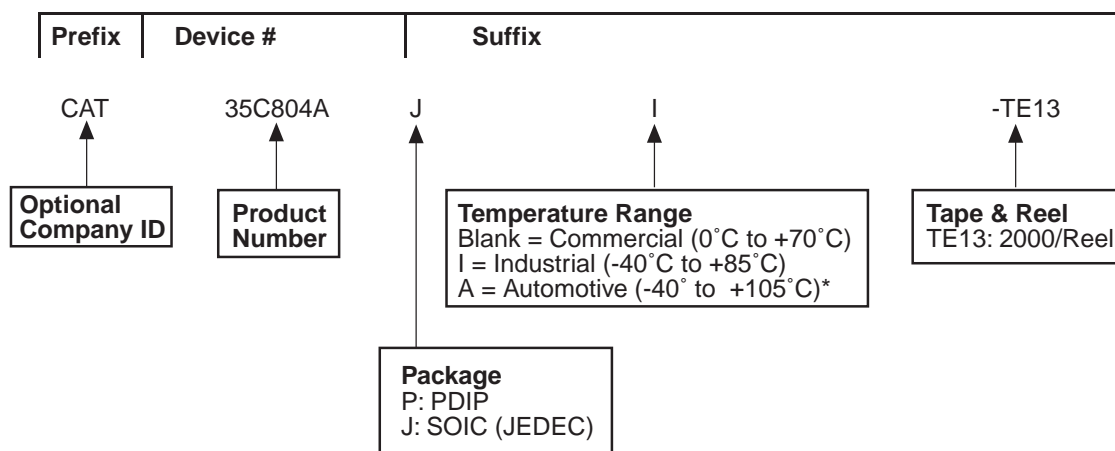 Prefix Device # Suffix
CAT 35C804A J I -TE13
Optional
Company ID
Product
Number
Temperature Range
Blank = Commercial (0˚C to +70˚C)
I = Industrial (-40˚C to +85˚C)
A = Automotive (-40˚ to +105˚C)*
Tape & Reel
TE13: 2000/Reel
Package
P: PDIP
J: SOIC (JEDEC)